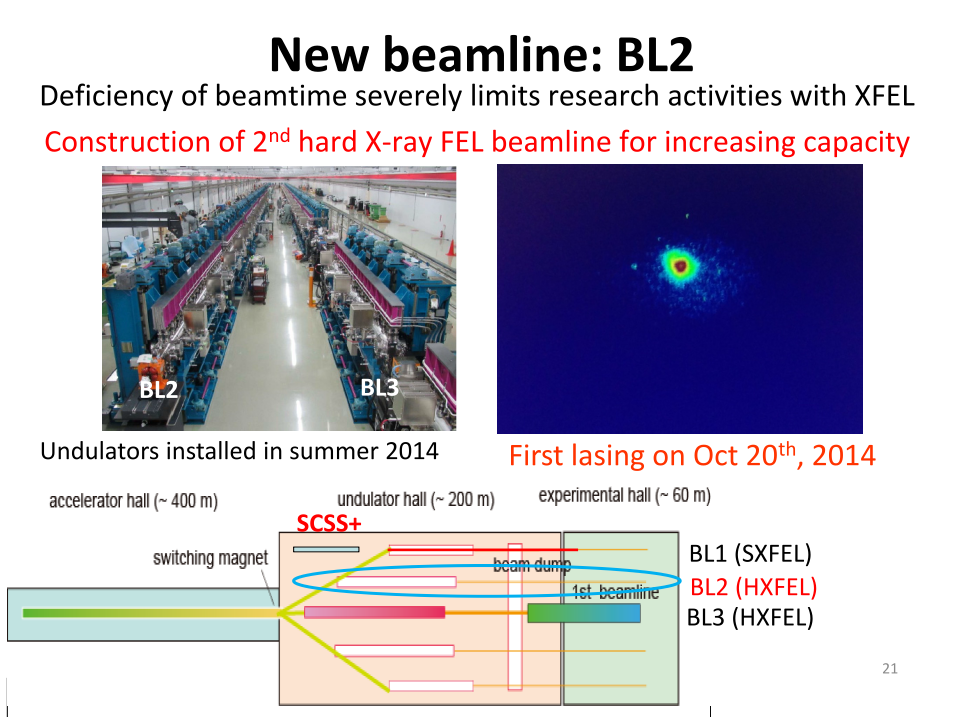 New beamline: BL2
Deficiency of beamtime severely limits research activities with XFEL
Construction of 2nd hard X-ray FEL beamline for increasing capacity
BL2
BL3
Undulators installed in summer 2014
First lasing on Oct 20th, 2014
accelerator hall (~ 400 m)
undulator hall (~ 200 m)
experimental hall (~ 60 m)
SCSS+
switching magnet
beam dump
1st beamline
BL1 (SXFEL)
BL2 (HXFEL)
BL3 (HXFEL)
21